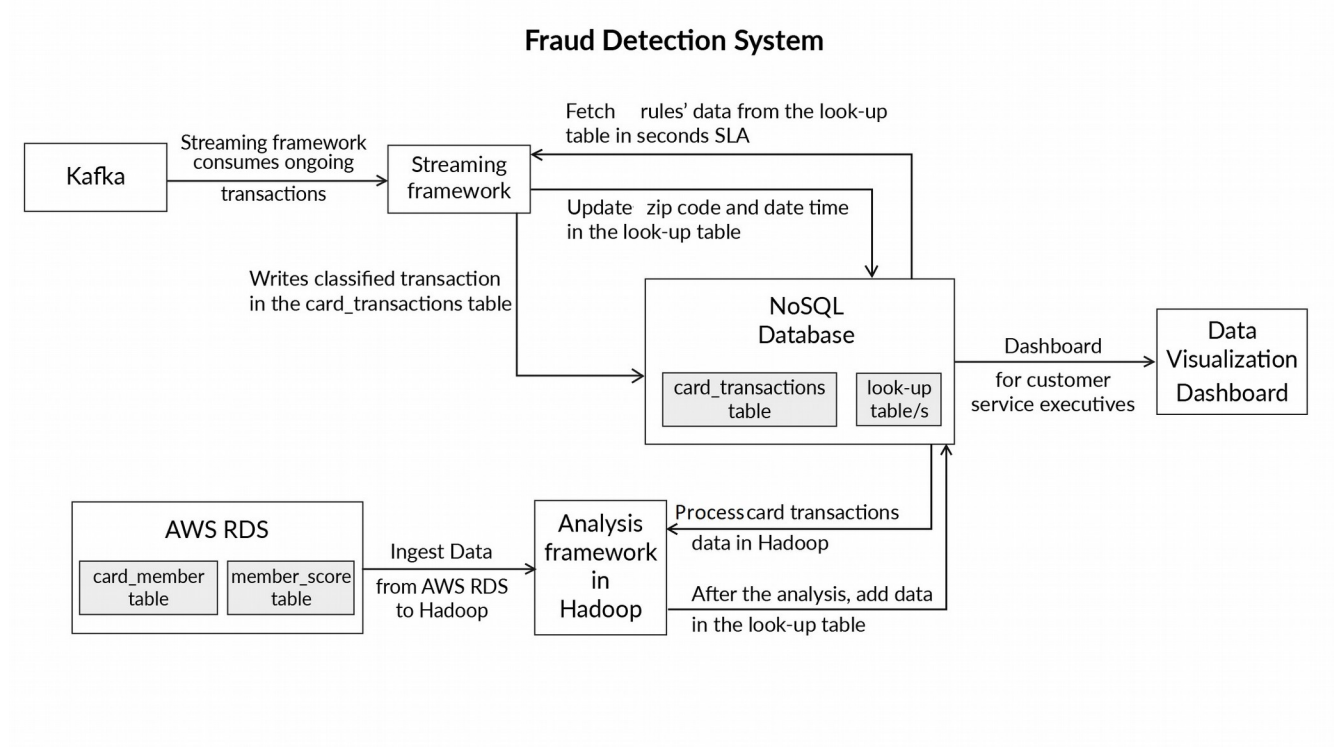 Fraud Detection System
Fetch rules' data from the look-up
table in seconds SLA
Kafka
Streaming framework
consumes ongoing
transactions
Streaming
framework
Update zip code and date time
in the look-up table
Writes classified transaction
in the card_transactions table
NoSQL
Database
card_transactions
table
look-up
table/s
Dashboard
for customer
service executives
Data
Visualization
Dashboard
AWS RDS
card_member
table
member_score
table
Ingest Data
from AWS RDS
to Hadoop
Analysis
framework
in
Hadoop
Process card transactions
data in Hadoop
After the analysis, add data
in the look-up table